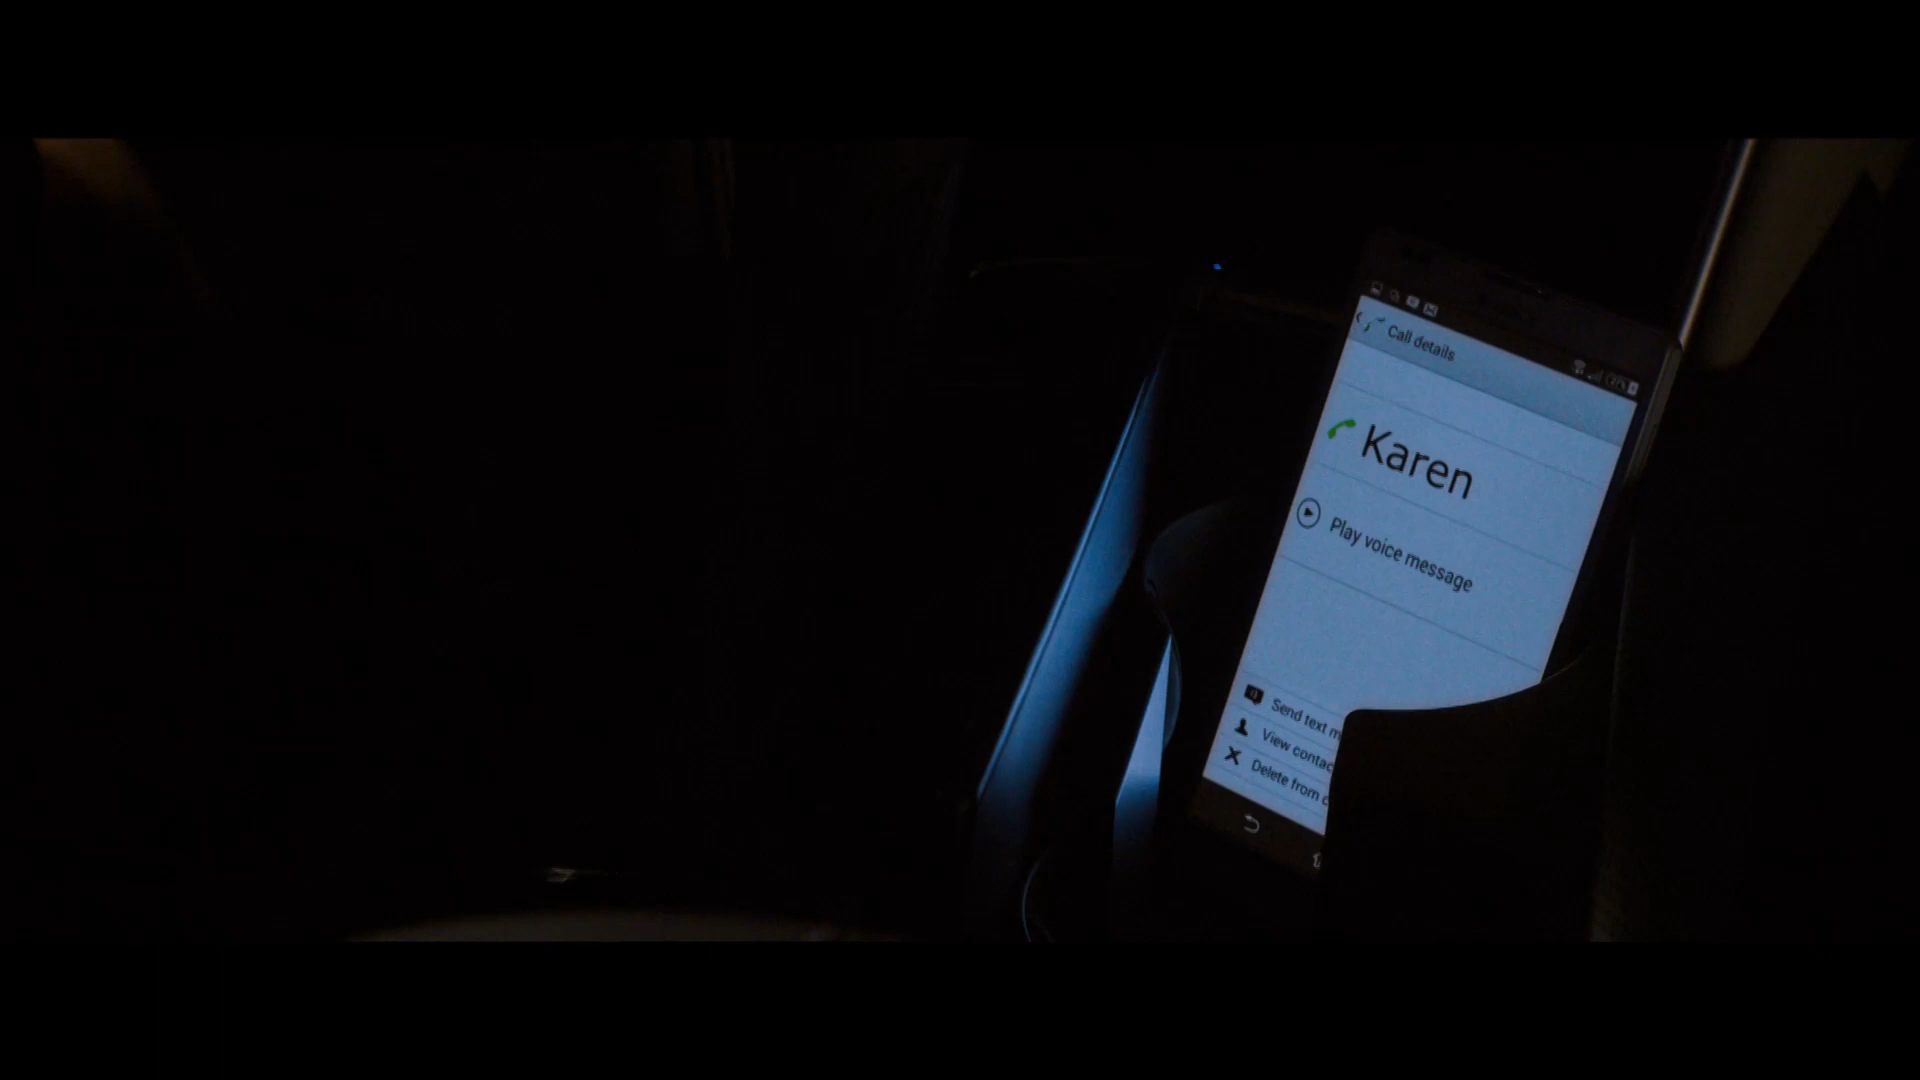 Call details
Karen
Play voice message
Send text m
View contac
Delete from c